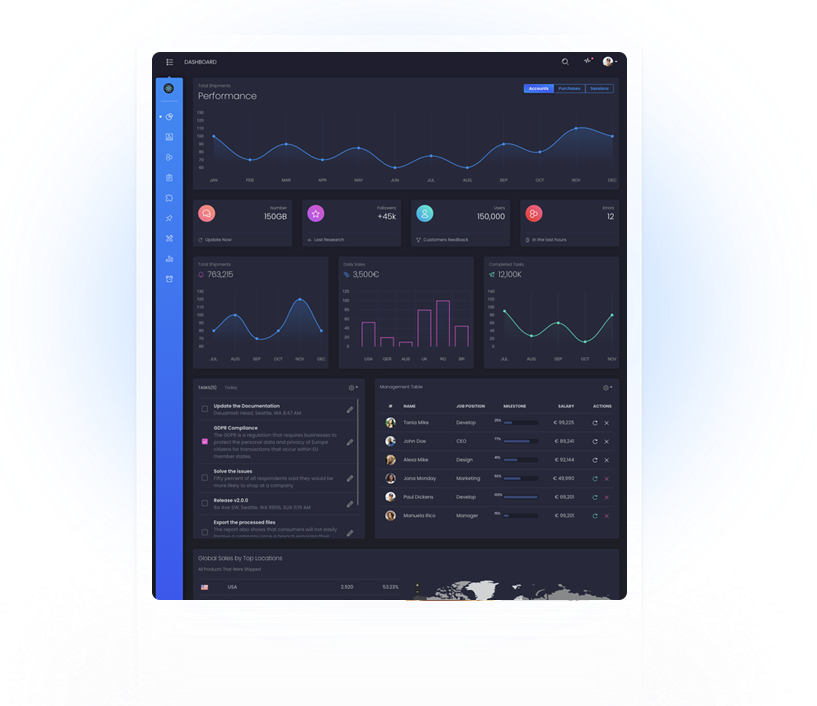 DASHBOARD
Total Shipments
Performance
Accounts Purchases Sessions
130
120
110
100
90
80
70
60
JAN FEB MAR APR MAY JUN JUL AUG SEP OCT NOV DEC
Number
150GB
Update Now
Followers
+45k
Last Research
Users
150,000
Customers feedback
Errors
12
In the last hours
Total Shipments
763,215
130
120
110
100
90
80
70
60
JUL AUG SEP OCT NOV DEC
Daily Sales
3,500€
120
100
80
60
40
20
0
USA GER AUS UK RO BR
Completed Tasks
12,100K
140
120
100
80
60
40
20
0
JUL AUG SEP OCT NOV
TASKS(5) Today
Update the Documentation
Dwuamish Head, Seattle, WA 8:47 AM
GDPR Compliance
The GDPR is a regulation that requires businesses to
protect the personal data and privacy of Europe
citizens for transactions that occur within EU
member states.
Solve the issues
Fifty percent of all respondents said they would be
more likely to shop at a company
Release v2.0.0
Ra Ave SW, Seattle, WA 98116, SUA 11:19 AM
Export the processed files
The report also shows that consumers will not easily
Management Table
# NAME JOB POSITION MILESTONE SALARY ACTIONS
Tania Mike Develop 25% € 99,225
John Doe CEO 77% € 89,241
Alexa Mike Design 41% € 92,144
Jana Monday Marketing 50% € 49,990
Paul Dickens Develop 100% € 69,201
Manuela Rico Manager 15% € 99,201
Global Sales by Top Locations
All Products That Were Shipped
USA 2.920 53.23%